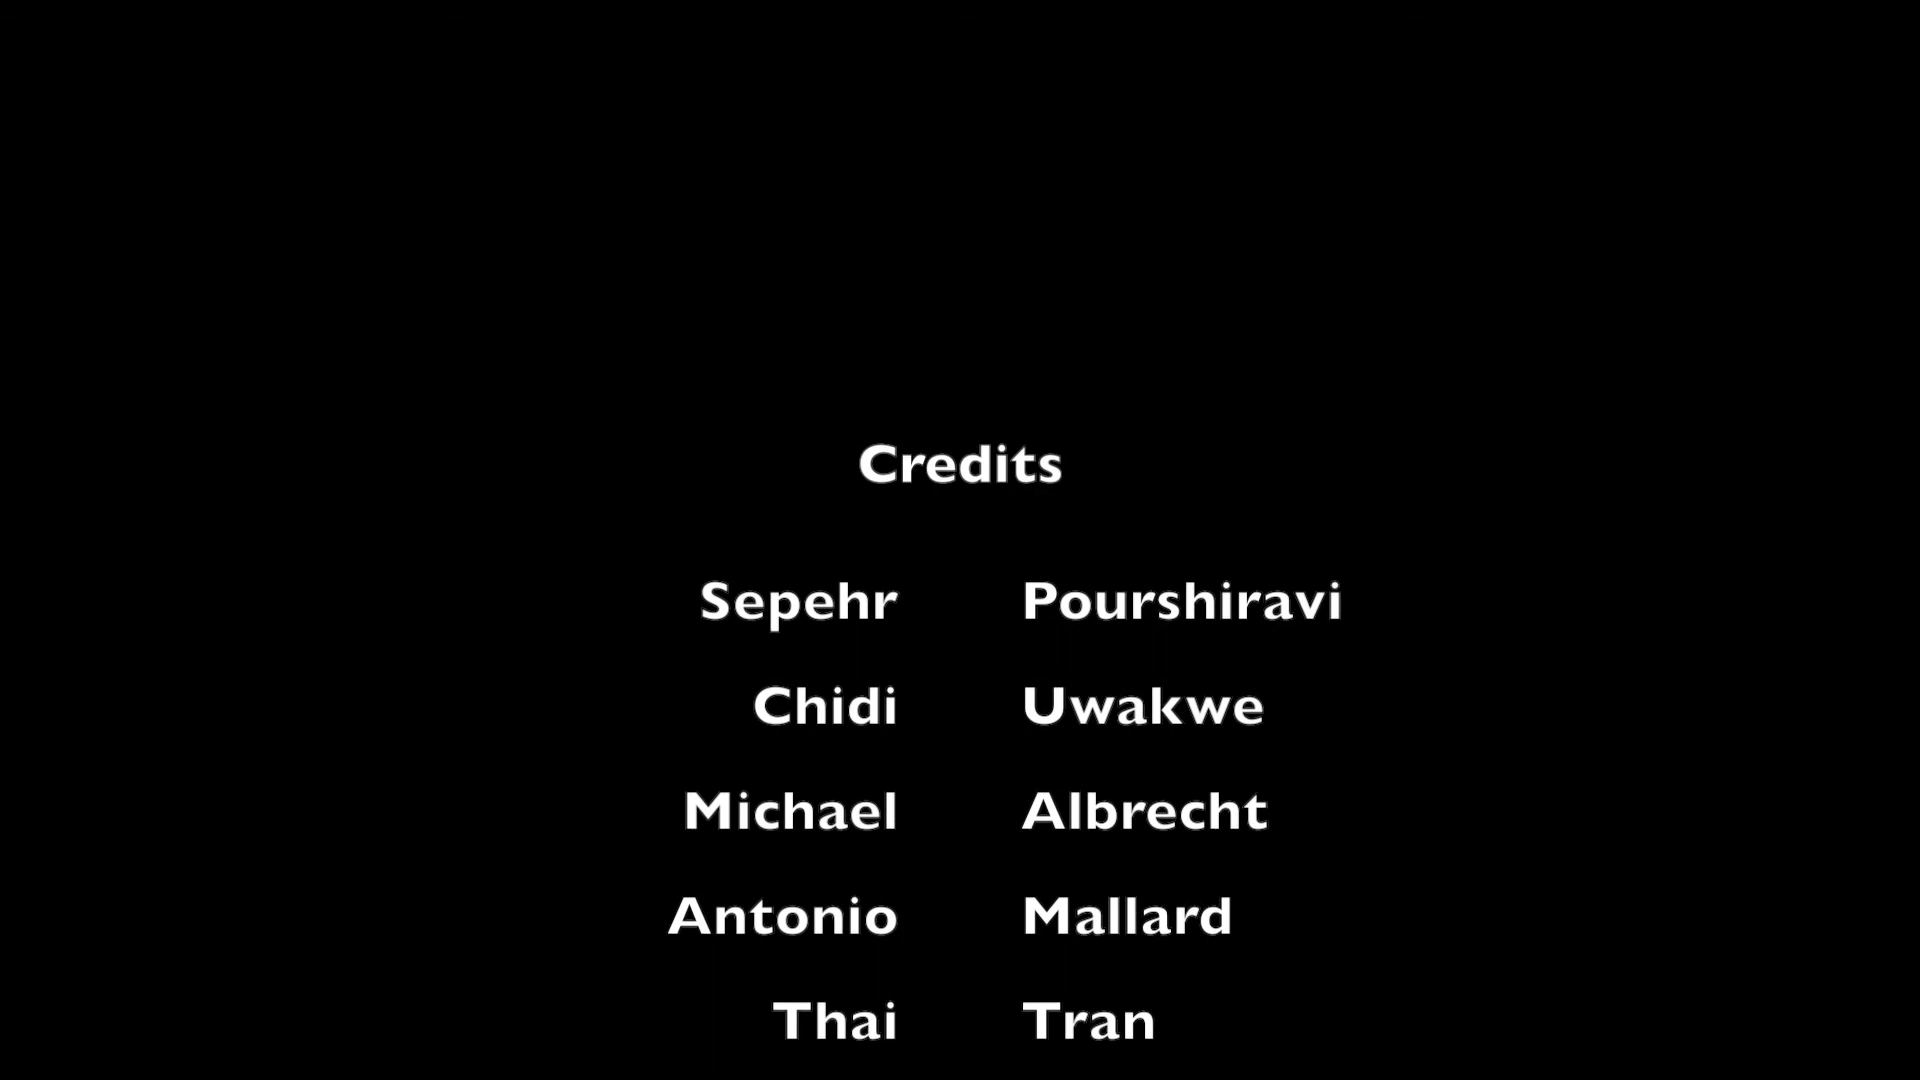 Credits
Sepehr Pourshiravi
Chidi Uwakwe
Michael Albrecht
Antonio Mallard
Thai Tran